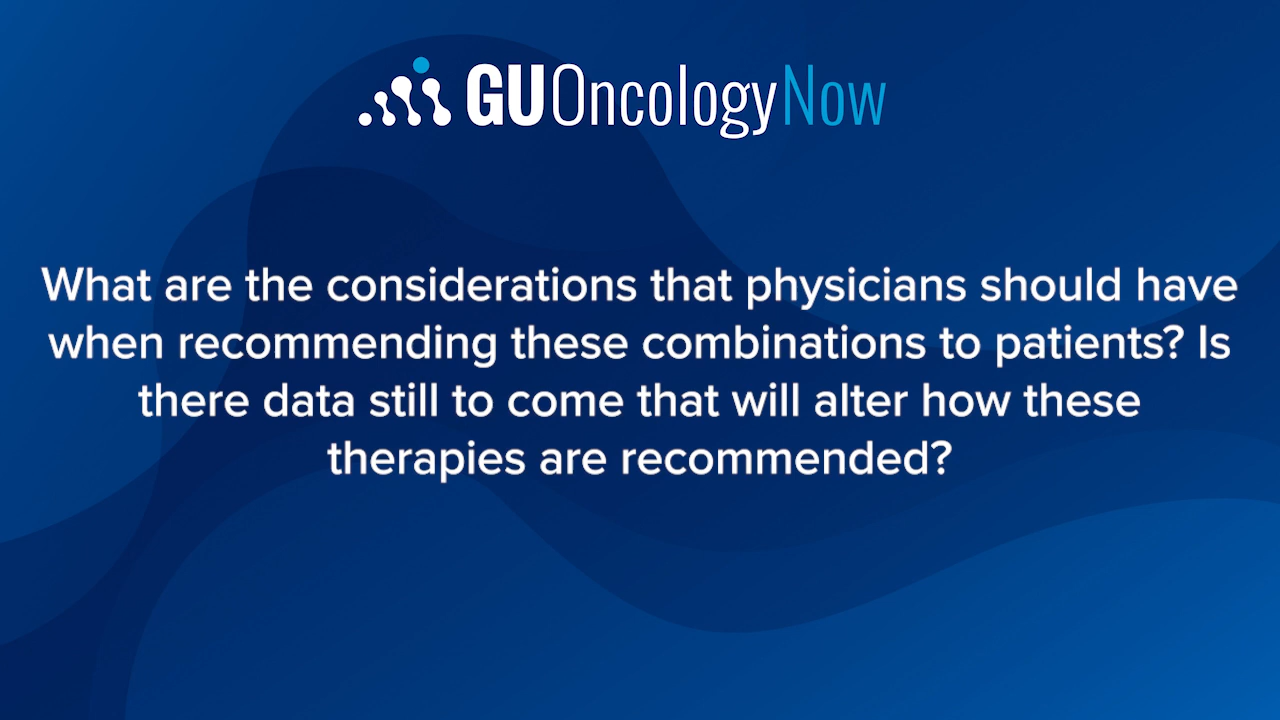 GUOncologyNow
What are the considerations that physicians should have
when recommending these combinations to patients? Is
there data still to come that will alter how these
therapies are recommended?